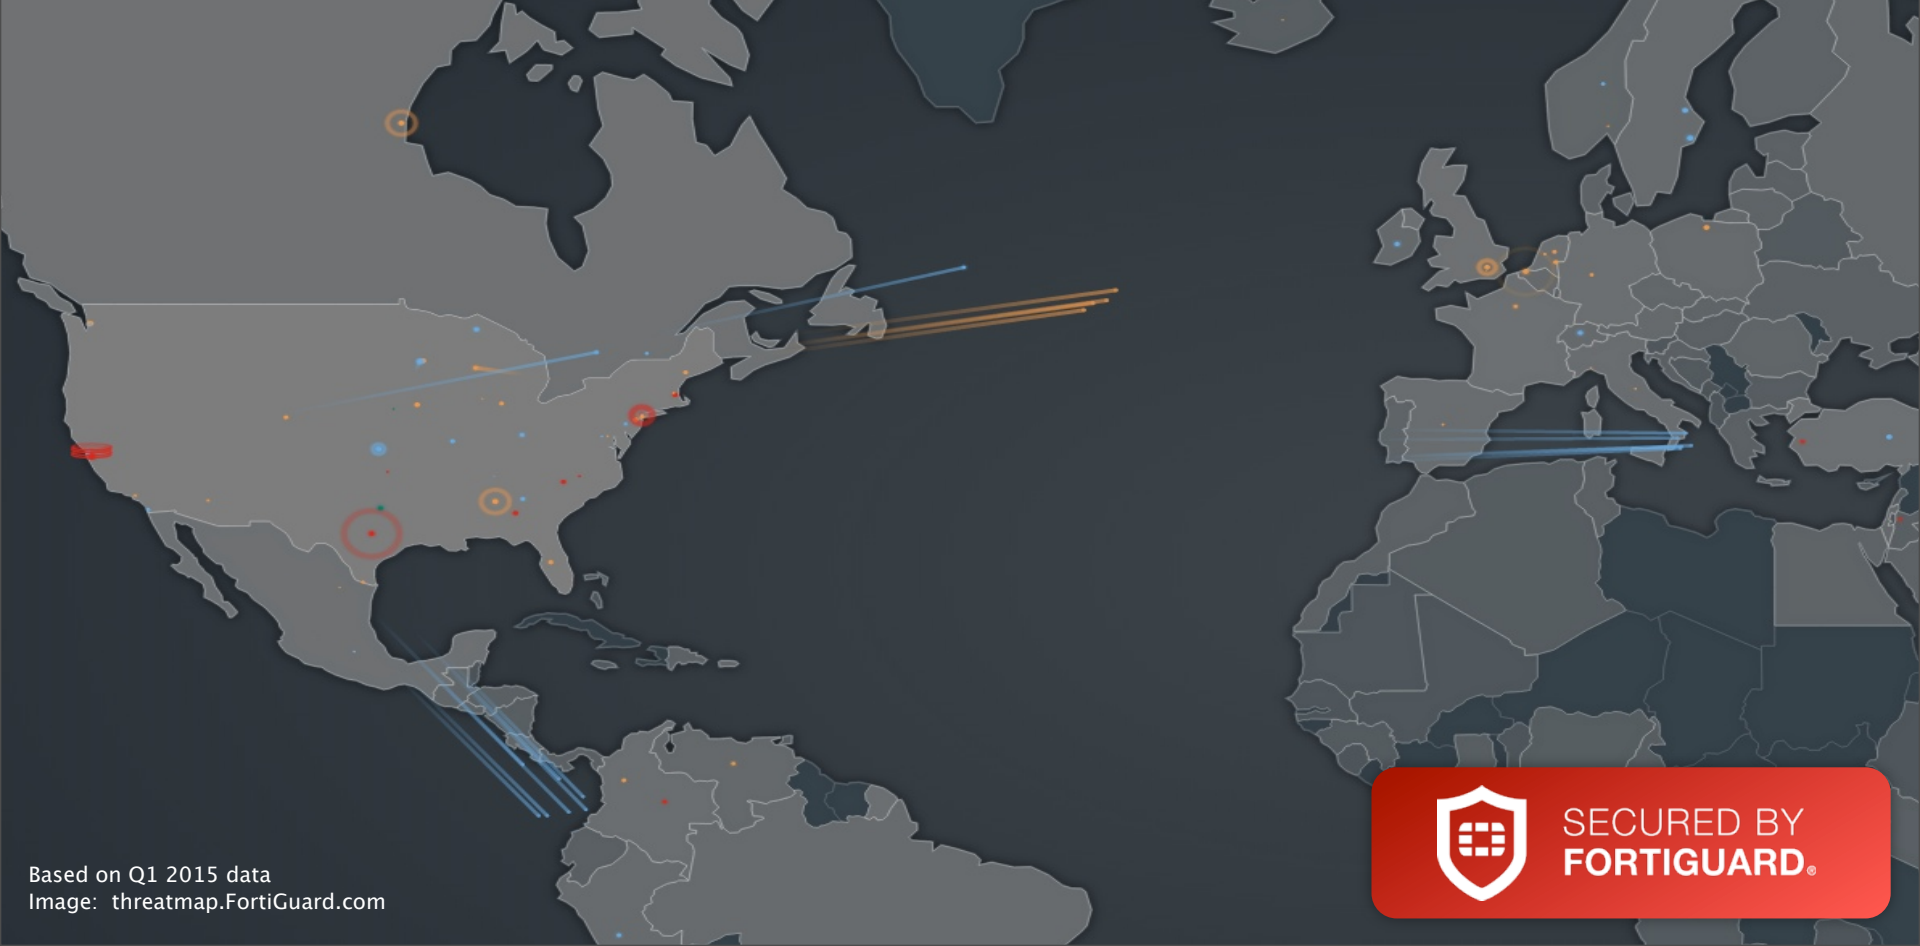 Based on Q1 2015 data
Image: threatmap.FortiGuard.com
SECURED BY
FORTIGUARD®